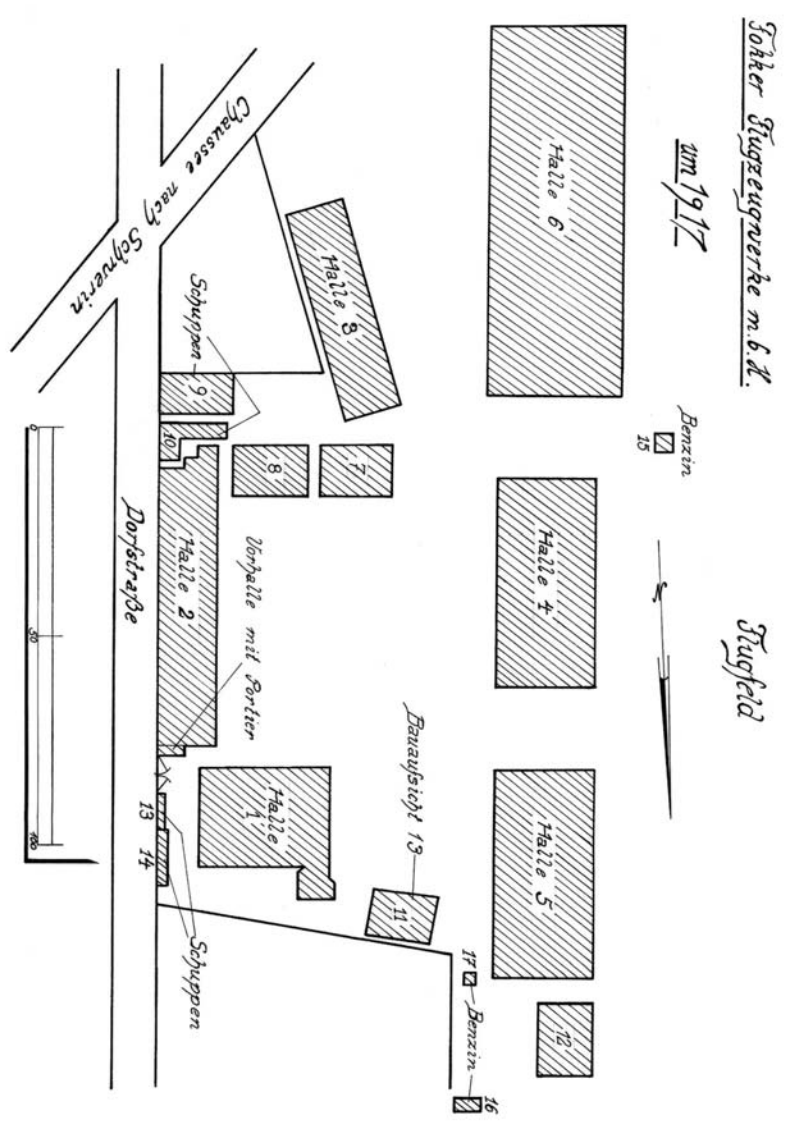 Fokker Flugzeugwerke m.b.H.
um 1917
Flugfeld
Benzin
15
Halle 6
Halle 4
Halle 5
12
N
Halle 3
7
8
Bauaufsicht 13
11
17
Benzin
16
Chaussee nach Schwerin
Schuppen
9
10
Halle 2
Vorhalle mit Portier
Halle
1
13
14
Schuppen
Dorfstraße
0
50
100